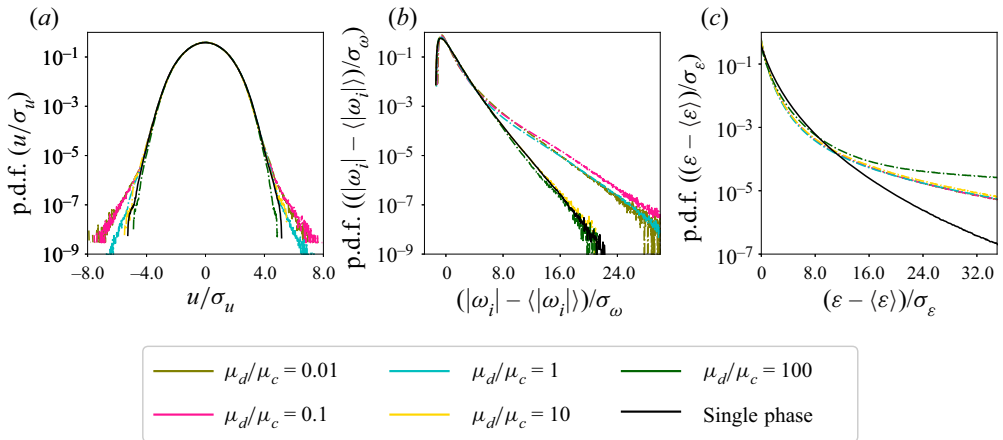 (a) (b) (c)
p.d.f. (u/σ_u)
10⁻¹
10⁻³
10⁻⁵
10⁻⁷
10⁻⁹
−8.0 −4.0 0 4.0 8.0
u/σ_u
p.d.f. ((|ω_i| − ⟨|ω_i|⟩)/σ_ω)
10⁻¹
10⁻³
10⁻⁵
10⁻⁷
10⁻⁹
0 8.0 16.0 24.0
(|ω_i| − ⟨|ω_i|⟩)/σ_ω
p.d.f. ((ε − ⟨ε⟩)/σ_ε)
10⁻¹
10⁻³
10⁻⁵
10⁻⁷
0 8.0 16.0 24.0 32.0
(ε − ⟨ε⟩)/σ_ε
μ_d/μ_c = 0.01 μ_d/μ_c = 1 μ_d/μ_c = 100
μ_d/μ_c = 0.1 μ_d/μ_c = 10 Single phase